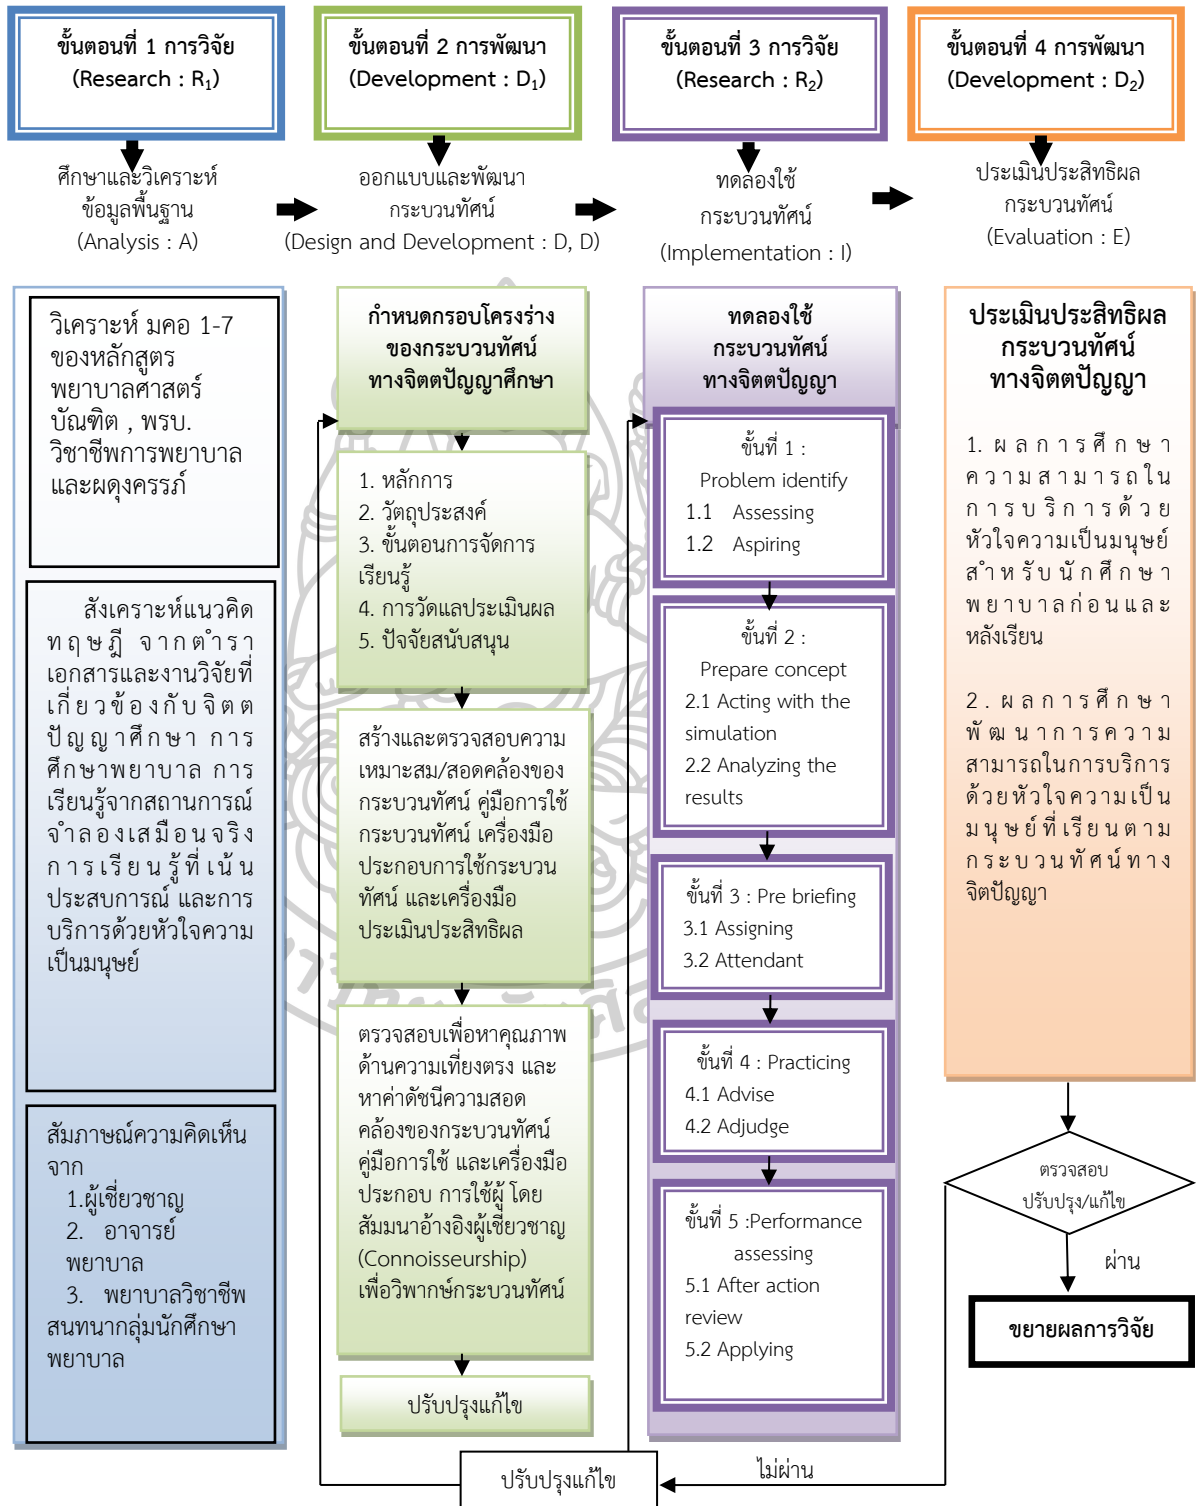 ขั้นตอนที่ 1 การวิจัย
(Research : R1)
ขั้นตอนที่ 2 การพัฒนา
(Development : D1)
ขั้นตอนที่ 3 การวิจัย
(Research : R2)
ขั้นตอนที่ 4 การพัฒนา
(Development : D2)
ศึกษาและวิเคราะห์
ข้อมูลพื้นฐาน
(Analysis : A)
ออกแบบและพัฒนา
กระบวนทัศน์
(Design and Development : D, D)
ทดลองใช้
กระบวนทัศน์
(Implementation : I)
ประเมินประสิทธิผล
กระบวนทัศน์
(Evaluation : E)
วิเคราะห์ มคอ 1-7
ของหลักสูตร
พยาบาลศาสตร์
บัณฑิต , พรบ.
วิชาชีพการพยาบาล
และผดุงครรภ์
สังเคราะห์แนวคิด
ทฤษฎี จากตำรา
เอกสารและงานวิจัยที่
เกี่ยวข้องกับจิตต
ปัญญาศึกษา การ
ศึกษาพยาบาล การ
เรียนรู้จากสถานการณ์
จำลองเสมือนจริง
การเรียนรู้ที่เน้น
ประสบการณ์ และการ
บริการด้วยหัวใจความ
เป็นมนุษย์
สัมภาษณ์ความคิดเห็น
จาก
1.ผู้เชี่ยวชาญ
2. อาจารย์
พยาบาล
3. พยาบาลวิชาชีพ
สนทนากลุ่มนักศึกษา
พยาบาล
กำหนดกรอบโครงร่าง
ของกระบวนทัศน์
ทางจิตตปัญญาศึกษา
1. หลักการ
2. วัตถุประสงค์
3. ขั้นตอนการจัดการ
เรียนรู้
4. การวัดแลประเมินผล
5. ปัจจัยสนับสนุน
สร้างและตรวจสอบความ
เหมาะสม/สอดคล้องของ
กระบวนทัศน์ คู่มือการใช้
กระบวนทัศน์ เครื่องมือ
ประกอบการใช้กระบวน
ทัศน์ และเครื่องมือ
ประเมินประสิทธิผล
ตรวจสอบเพื่อหาคุณภาพ
ด้านความเที่ยงตรง และ
หาค่าดัชนีความสอด
คล้องของกระบวนทัศน์
คู่มือการใช้ และเครื่องมือ
ประกอบ การใช้ผู้ โดย
สัมมนาอ้างอิงผู้เชี่ยวชาญ
(Connoisseurship)
เพื่อวิพากษ์กระบวนทัศน์
ปรับปรุงแก้ไข
ทดลองใช้
กระบวนทัศน์
ทางจิตตปัญญา
ขั้นที่ 1 :
Problem identify
1.1 Assessing
1.2 Aspiring
ขั้นที่ 2 :
Prepare concept
2.1 Acting with the
simulation
2.2 Analyzing the
results
ขั้นที่ 3 : Pre briefing
3.1 Assigning
3.2 Attendant
ขั้นที่ 4 : Practicing
4.1 Advise
4.2 Adjudge
ขั้นที่ 5 :Performance
assessing
5.1 After action
review
5.2 Applying
ประเมินประสิทธิผล
กระบวนทัศน์
ทางจิตตปัญญา
1. ผลการศึกษา
ความสามารถใน
การบริการด้วย
หัวใจความเป็นมนุษย์
สำหรับนักศึกษา
พยาบาลก่อนและ
หลังเรียน
2. ผลการศึกษา
พัฒนาการความ
สามารถในการบริการ
ด้วยหัวใจความเป็น
มนุษย์ที่เรียนตาม
กระบวนทัศน์ทาง
จิตปัญญา
ตรวจสอบ
ปรับปรุง/แก้ไข
ผ่าน
ขยายผลการวิจัย
ไม่ผ่าน
ปรับปรุงแก้ไข